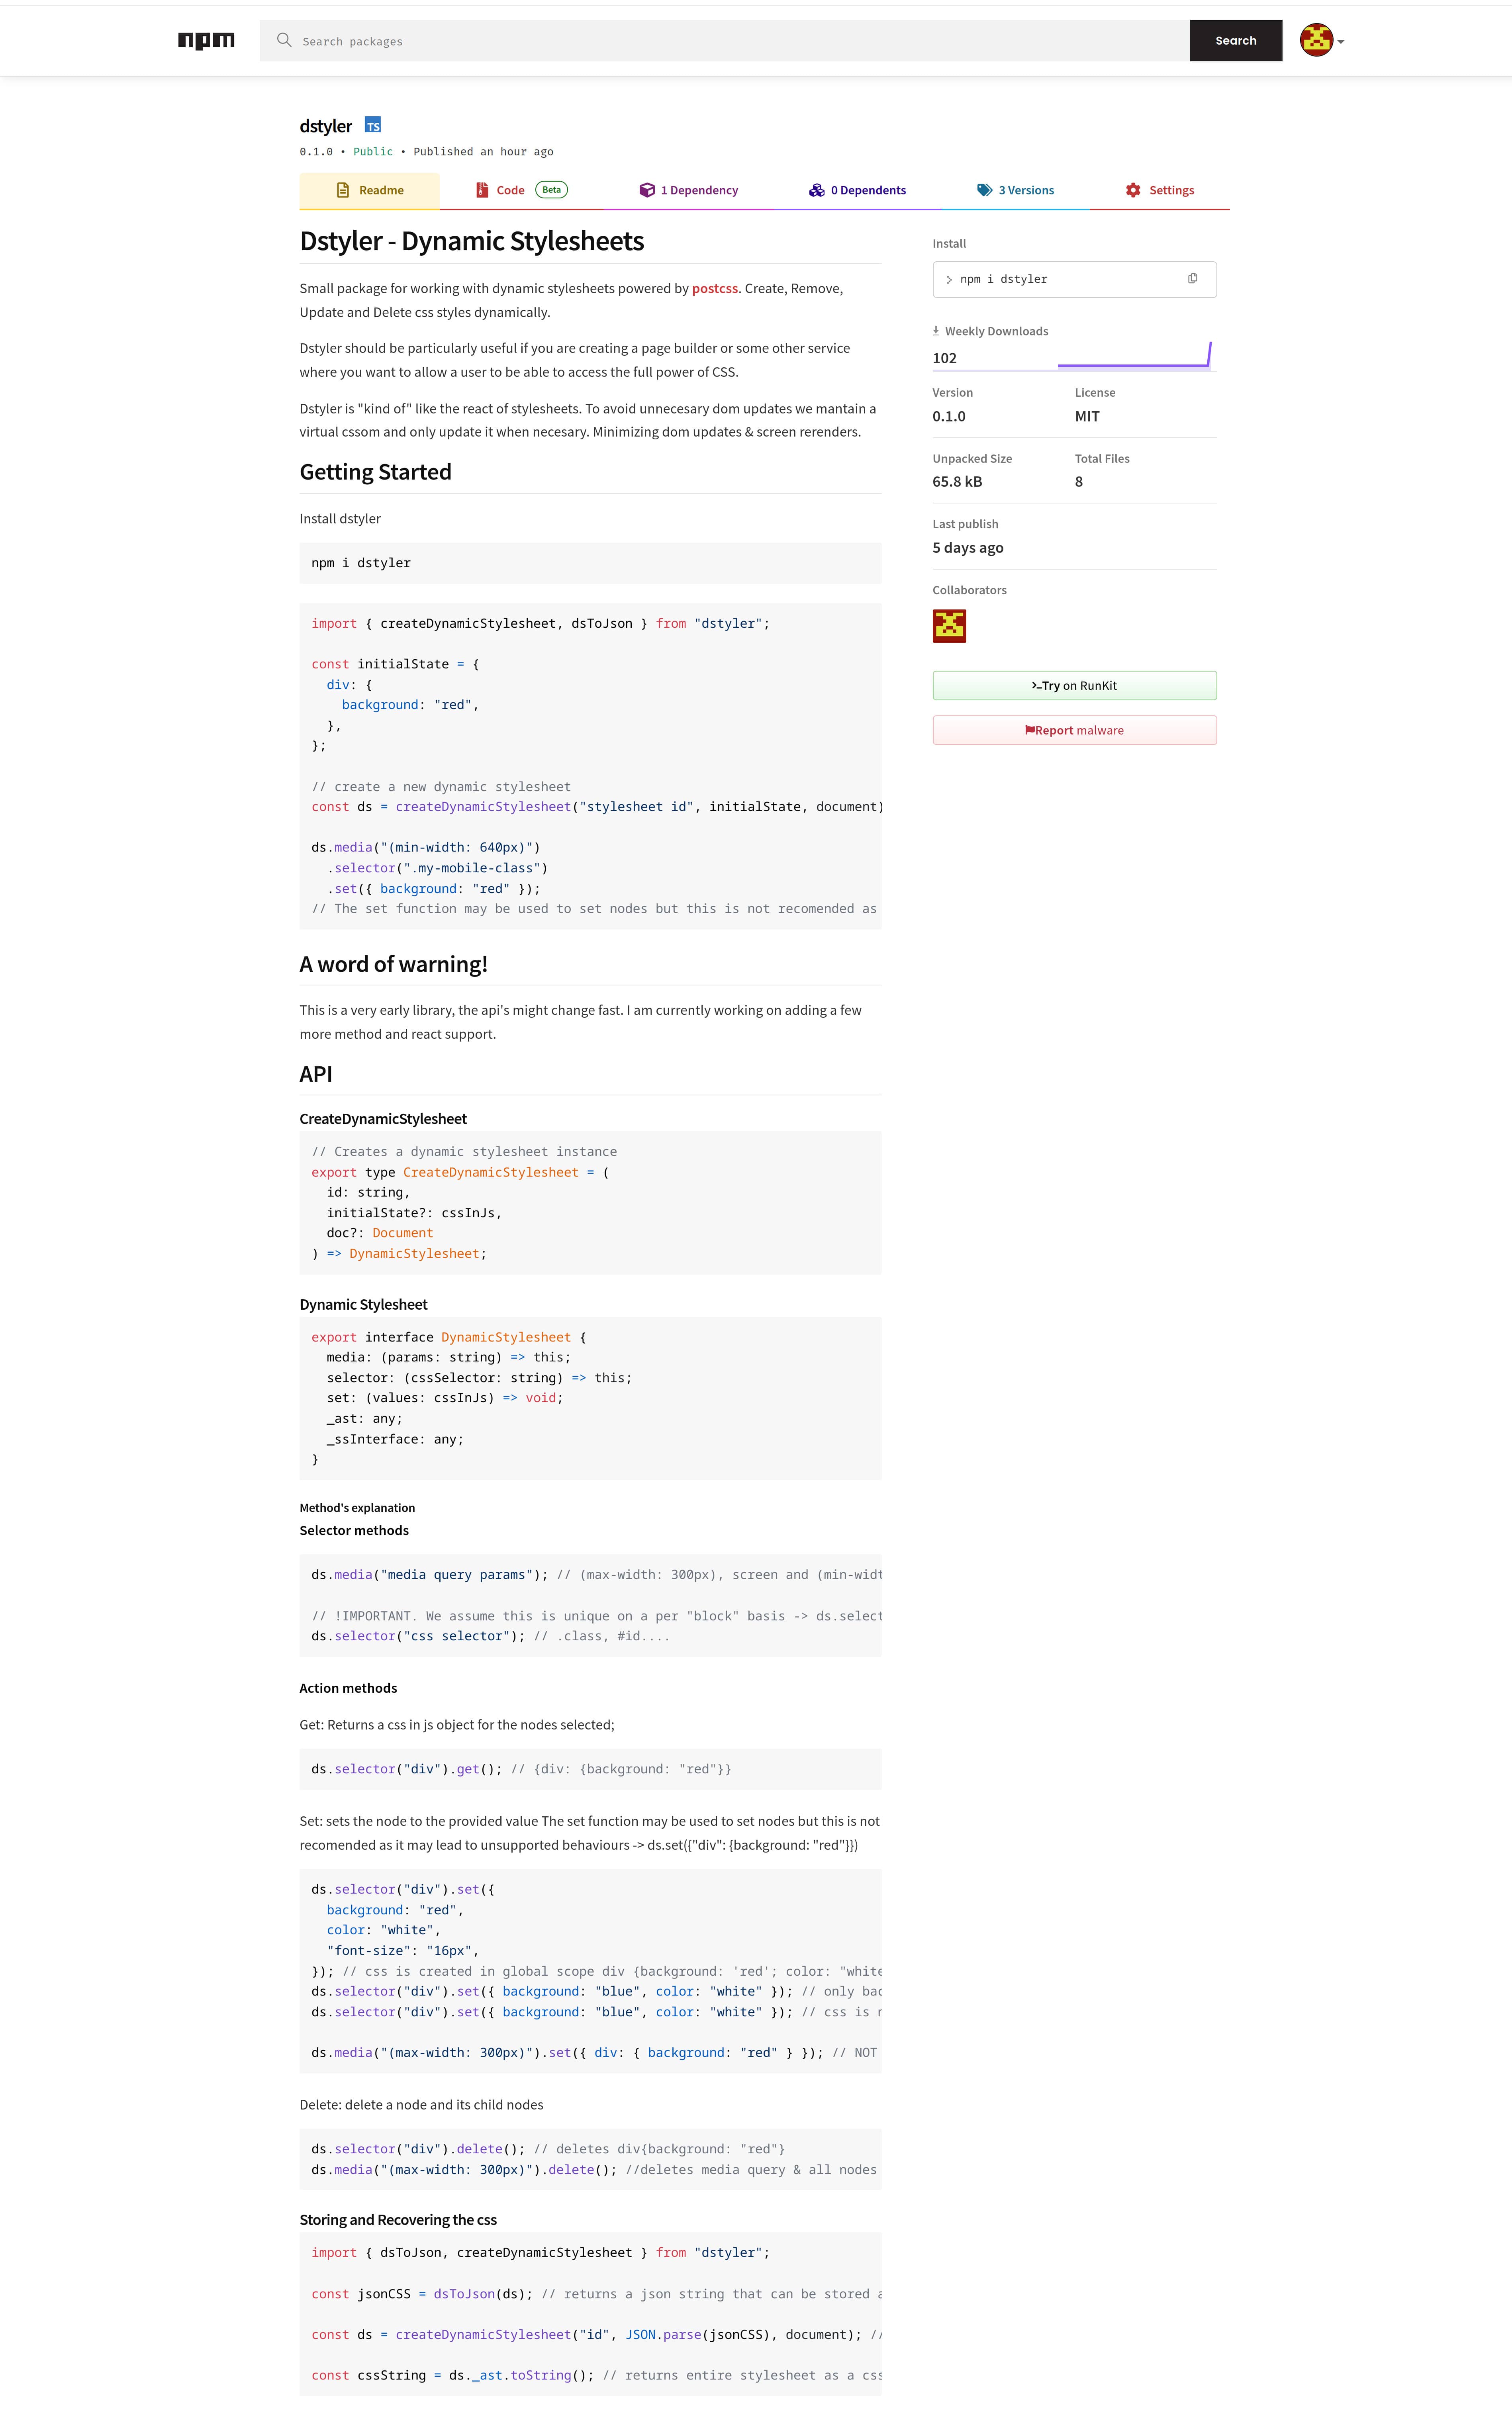 npm
Search packages
Search
dstyler TS
0.1.0 • Public • Published an hour ago
Readme
Code Beta
1 Dependency
0 Dependents
3 Versions
Settings
Dstyler - Dynamic Stylesheets
Small package for working with dynamic stylesheets powered by postcss. Create, Remove,
Update and Delete css styles dynamically.
Dstyler should be particularly useful if you are creating a page builder or some other service
where you want to allow a user to be able to access the full power of CSS.
Dstyler is "kind of" like the react of stylesheets. To avoid unnecesary dom updates we mantain a
virtual cssom and only update it when necesary. Minimizing dom updates & screen rerenders.
Getting Started
Install dstyler
npm i dstyler
import { createDynamicStylesheet, dsToJson } from "dstyler";
const initialState = {
  div: {
    background: "red",
  },
};
// create a new dynamic stylesheet
const ds = createDynamicStylesheet("stylesheet id", initialState, document)
ds.media("(min-width: 640px)")
  .selector(".my-mobile-class")
  .set({ background: "red" });
// The set function may be used to set nodes but this is not recomended as
A word of warning!
This is a very early library, the api's might change fast. I am currently working on adding a few
more method and react support.
API
CreateDynamicStylesheet
// Creates a dynamic stylesheet instance
export type CreateDynamicStylesheet = (
  id: string,
  initialState?: cssInJs,
  doc?: Document
) => DynamicStylesheet;
Dynamic Stylesheet
export interface DynamicStylesheet {
  media: (params: string) => this;
  selector: (cssSelector: string) => this;
  set: (values: cssInJs) => void;
  _ast: any;
  _ssInterface: any;
}
Method's explanation
Selector methods
ds.media("media query params"); // (max-width: 300px), screen and (min-widt
// !IMPORTANT. We assume this is unique on a per "block" basis -> ds.select
ds.selector("css selector"); // .class, #id....
Action methods
Get: Returns a css in js object for the nodes selected;
ds.selector("div").get(); // {div: {background: "red"}}
Set: sets the node to the provided value The set function may be used to set nodes but this is not
recomended as it may lead to unsupported behaviours -> ds.set({"div": {background: "red"}})
ds.selector("div").set({
  background: "red",
  color: "white",
  "font-size": "16px",
}); // css is created in global scope div {background: 'red'; color: "white
ds.selector("div").set({ background: "blue", color: "white" }); // only bac
ds.selector("div").set({ background: "blue", color: "white" }); // css is n
ds.media("(max-width: 300px)").set({ div: { background: "red" } }); // NOT
Delete: delete a node and its child nodes
ds.selector("div").delete(); // deletes div{background: "red"}
ds.media("(max-width: 300px)").delete(); //deletes media query & all nodes
Storing and Recovering the css
import { dsToJson, createDynamicStylesheet } from "dstyler";
const jsonCSS = dsToJson(ds); // returns a json string that can be stored a
const ds = createDynamicStylesheet("id", JSON.parse(jsonCSS), document); //
const cssString = ds._ast.toString(); // returns entire stylesheet as a css
Install
> npm i dstyler
Weekly Downloads
102
Version
License
0.1.0
MIT
Unpacked Size
Total Files
65.8 kB
8
Last publish
5 days ago
Collaborators
>_Try on RunKit
Report malware